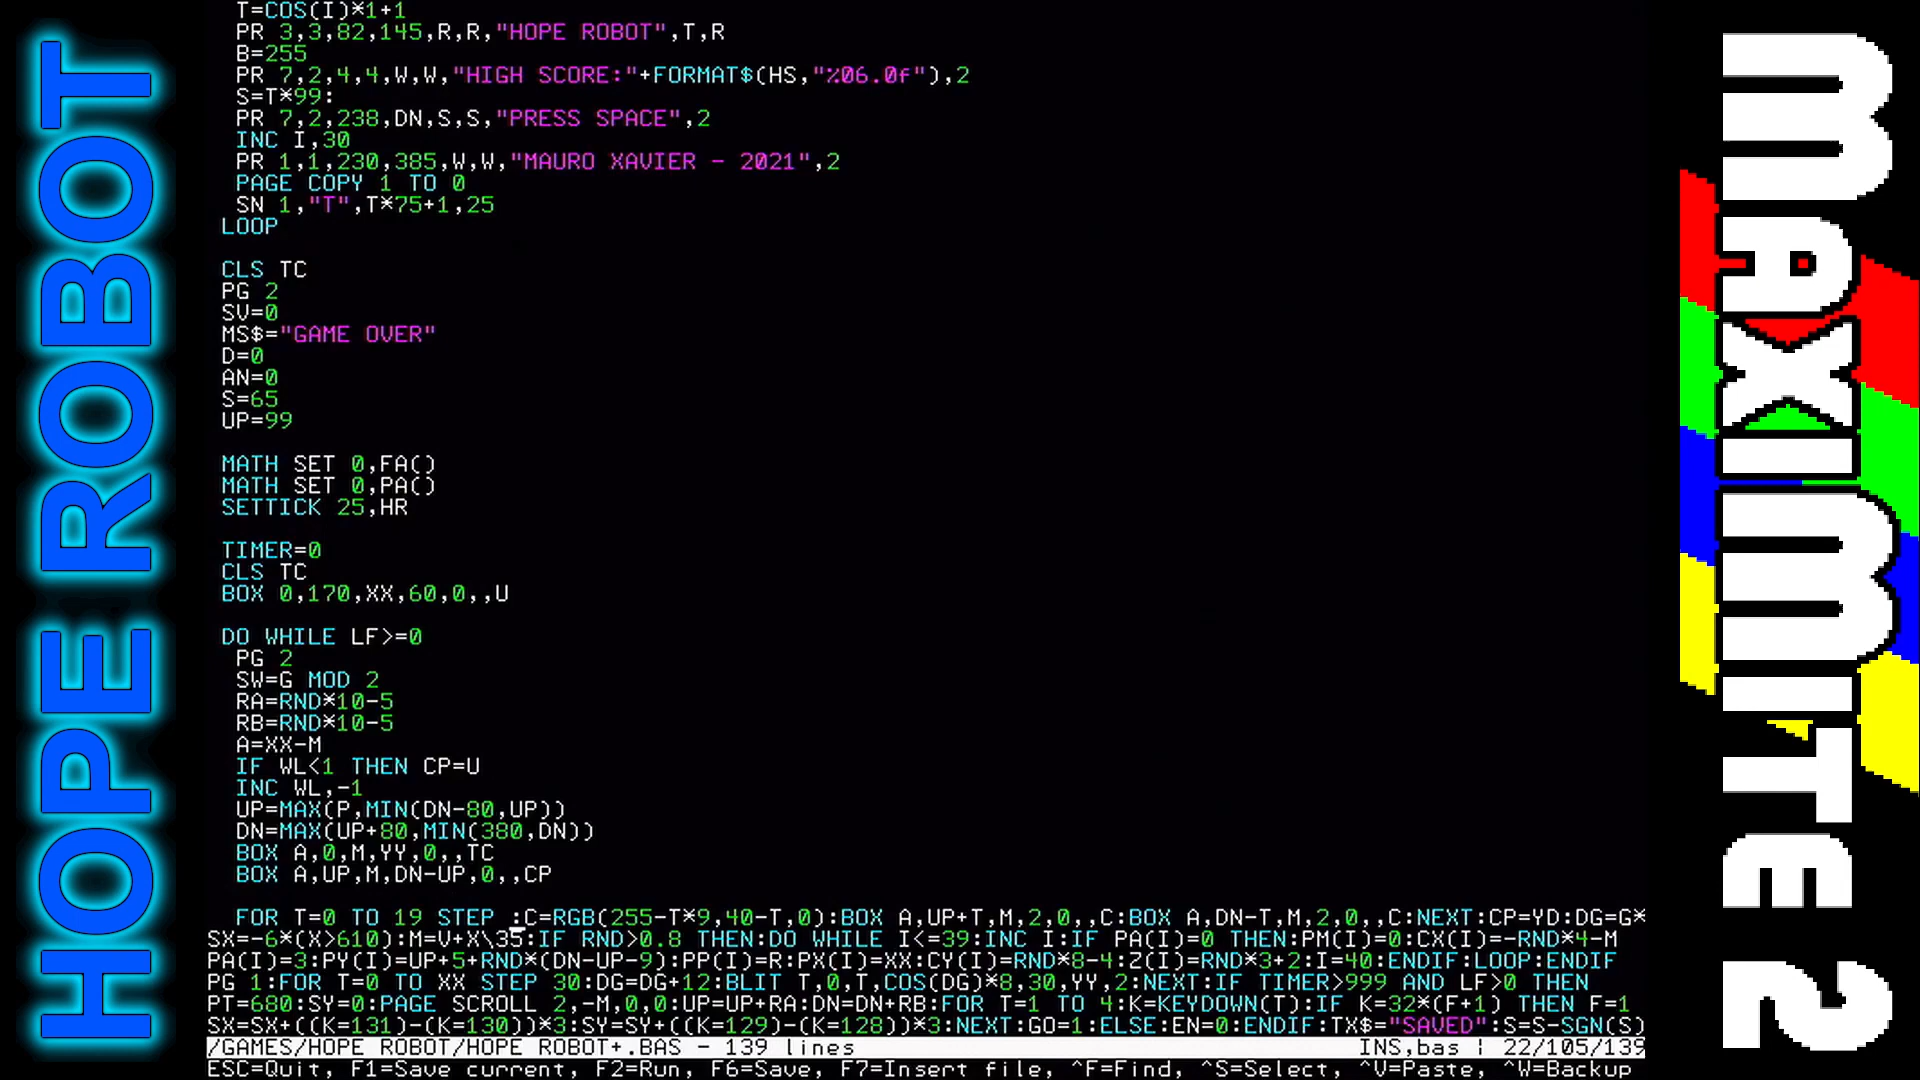 HOPE ROBOT
T=COS(I)*1+1
PR 3,3,82,145,R,R,"HOPE ROBOT",T,R
B=255
PR 7,2,4,4,W,W,"HIGH SCORE:"+FORMAT$(HS,"%06.0f"),2
S=T*99:
PR 7,2,238,DN,S,S,"PRESS SPACE",2
INC I,30
PR 1,1,230,385,W,W,"MAURO XAVIER - 2021",2
PAGE COPY 1 TO 0
SN 1,"T",T*75+1,25
LOOP
CLS TC
PG 2
SV=0
MS$="GAME OVER"
D=0
AN=0
S=65
UP=99
MATH SET 0,FA()
MATH SET 0,PA()
SETTICK 25,HR
TIMER=0
CLS TC
BOX 0,170,XX,60,0,,U
DO WHILE LF>=0
PG 2
SW=G MOD 2
RA=RND*10-5
RB=RND*10-5
A=XX-M
IF WL<1 THEN CP=U
INC WL,-1
UP=MAX(P,MIN(DN-80,UP))
DN=MAX(UP+80,MIN(380,DN))
BOX A,0,M,YY,0,,TC
BOX A,UP,M,DN-UP,0,,CP
FOR T=0 TO 19 STEP :C=RGB(255-T*9,40-T,0):BOX A,UP+T,M,2,0,,C:BOX A,DN-T,M,2,0,,C:NEXT:CP=YD:DG=G*
SX=-6*(X>610):M=V+X\35:IF RND>0.8 THEN:DO WHILE I<=39:INC I:IF PA(I)=0 THEN:PM(I)=0:CX(I)=-RND*4-M
PA(I)=3:PY(I)=UP+5+RND*(DN-UP-9):PP(I)=R:PX(I)=XX:CY(I)=RND*8-4:Z(I)=RND*3+2:I=40:ENDIF:LOOP:ENDIF
PG 1:FOR T=0 TO XX STEP 30:DG=DG+12:BLIT T,0,T,COS(DG)*8,30,YY,2:NEXT:IF TIMER>999 AND LF>0 THEN
PT=680:SY=0:PAGE SCROLL 2,-M,0,0:UP=UP+RA:DN=DN+RB:FOR T=1 TO 4:K=KEYDOWN(T):IF K=32*(F+1) THEN F=1
SX=SX+((K=131)-(K=130))*3:SY=SY+((K=129)-(K=128))*3:NEXT:GO=1:ELSE:EN=0:ENDIF:TX$="SAVED":S=S-SGN(S)
/GAMES/HOPE ROBOT/HOPE ROBOT+.BAS - 139 lines INS,bas | 22/105/139
ESC=Quit, F1=Save current, F2=Run, F6=Save, F7=Insert file, ^F=Find, ^S=Select, ^V=Paste, ^W=Backup
MAXIMITE 2